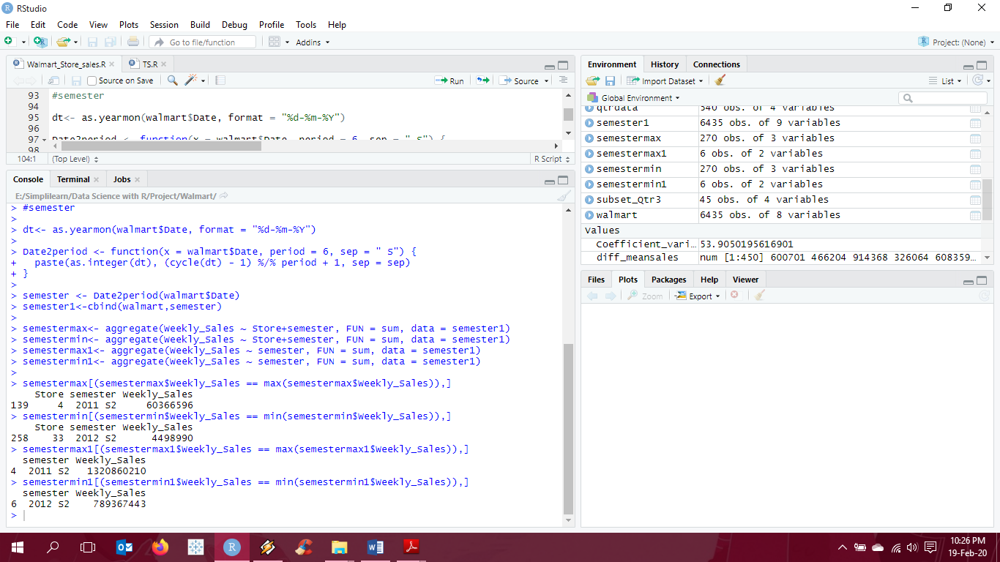 RStudio
File Edit Code View Plots Session Build Debug Profile Tools Help
Go to file/function Addins Project: (None)
Walmart_Store_sales.R TS.R
Source on Save Run Source
93 #semester
94
95 dt<- as.yearmon(walmart$Date, format = "%d-%m-%Y")
96
97 Date2period <- function(x = walmart$Date, period = 6, sep = " S") {
98
104:1 (Top Level) R Script
Console Terminal Jobs
E:/Simplilearn/Data Science with R/Project/Walmart/
> #semester
>
> dt<- as.yearmon(walmart$Date, format = "%d-%m-%Y")
>
> Date2period <- function(x = walmart$Date, period = 6, sep = " S") {
+   paste(as.integer(dt), (cycle(dt) - 1) %/% period + 1, sep = sep)
+ }
>
> semester <- Date2period(walmart$Date)
> semester1<-cbind(walmart,semester)
>
> semestermax<- aggregate(Weekly_Sales ~ Store+semester, FUN = sum, data = semester1)
> semestermin<- aggregate(Weekly_Sales ~ Store+semester, FUN = sum, data = semester1)
> semestermax1<- aggregate(Weekly_Sales ~ semester, FUN = sum, data = semester1)
> semestermin1<- aggregate(Weekly_Sales ~ semester, FUN = sum, data = semester1)
>
> semestermax[(semestermax$Weekly_Sales == max(semestermax$Weekly_Sales)),]
    Store semester Weekly_Sales
139     4  2011 S2     60366596
> semestermin[(semestermin$Weekly_Sales == min(semestermin$Weekly_Sales)),]
    Store semester Weekly_Sales
258    33  2012 S2      4498990
> semestermax1[(semestermax1$Weekly_Sales == max(semestermax1$Weekly_Sales)),]
  semester Weekly_Sales
4  2011 S2   1320860210
> semestermin1[(semestermin1$Weekly_Sales == min(semestermin1$Weekly_Sales)),]
  semester Weekly_Sales
6  2012 S2    789367443
>
Environment History Connections
Import Dataset List
Global Environment
qtrdata 540 obs. of 4 variables
semester1 6435 obs. of 9 variables
semestermax 270 obs. of 3 variables
semestermax1 6 obs. of 2 variables
semestermin 270 obs. of 3 variables
semestermin1 6 obs. of 2 variables
subset_Qtr3 45 obs. of 4 variables
walmart 6435 obs. of 8 variables
Values
Coefficient_vari... 53.9050195616901
diff_meansales num [1:450] 600701 466204 914368 326064 608359...
Files Plots Packages Help Viewer
Zoom Export
10:26 PM
19-Feb-20